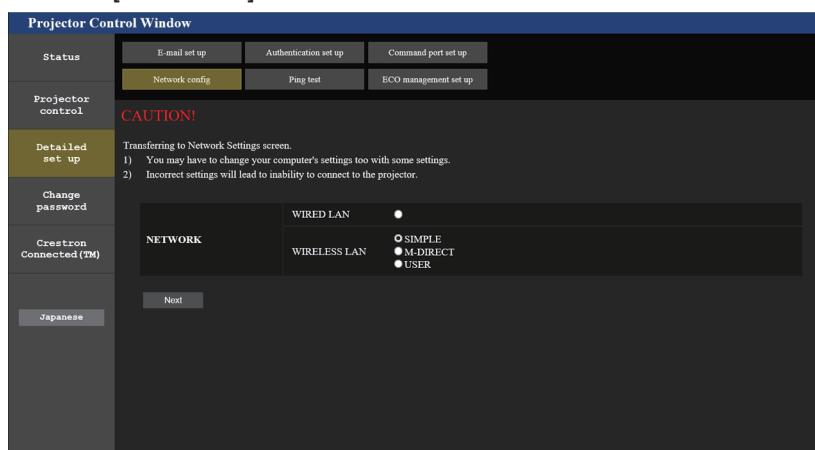 Projector Control Window
Status
E-mail set up
Authentication set up
Command port set up
Network config
Ping test
ECO management set up
Projector
control
Detailed
set up
Change
password
Crestron
Connected(TM)
Japanese
CAUTION!
Transferring to Network Settings screen.
1) You may have to change your computer's settings too with some settings.
2) Incorrect settings will lead to inability to connect to the projector.
NETWORK
WIRED LAN
WIRELESS LAN
SIMPLE
M-DIRECT
USER
Next